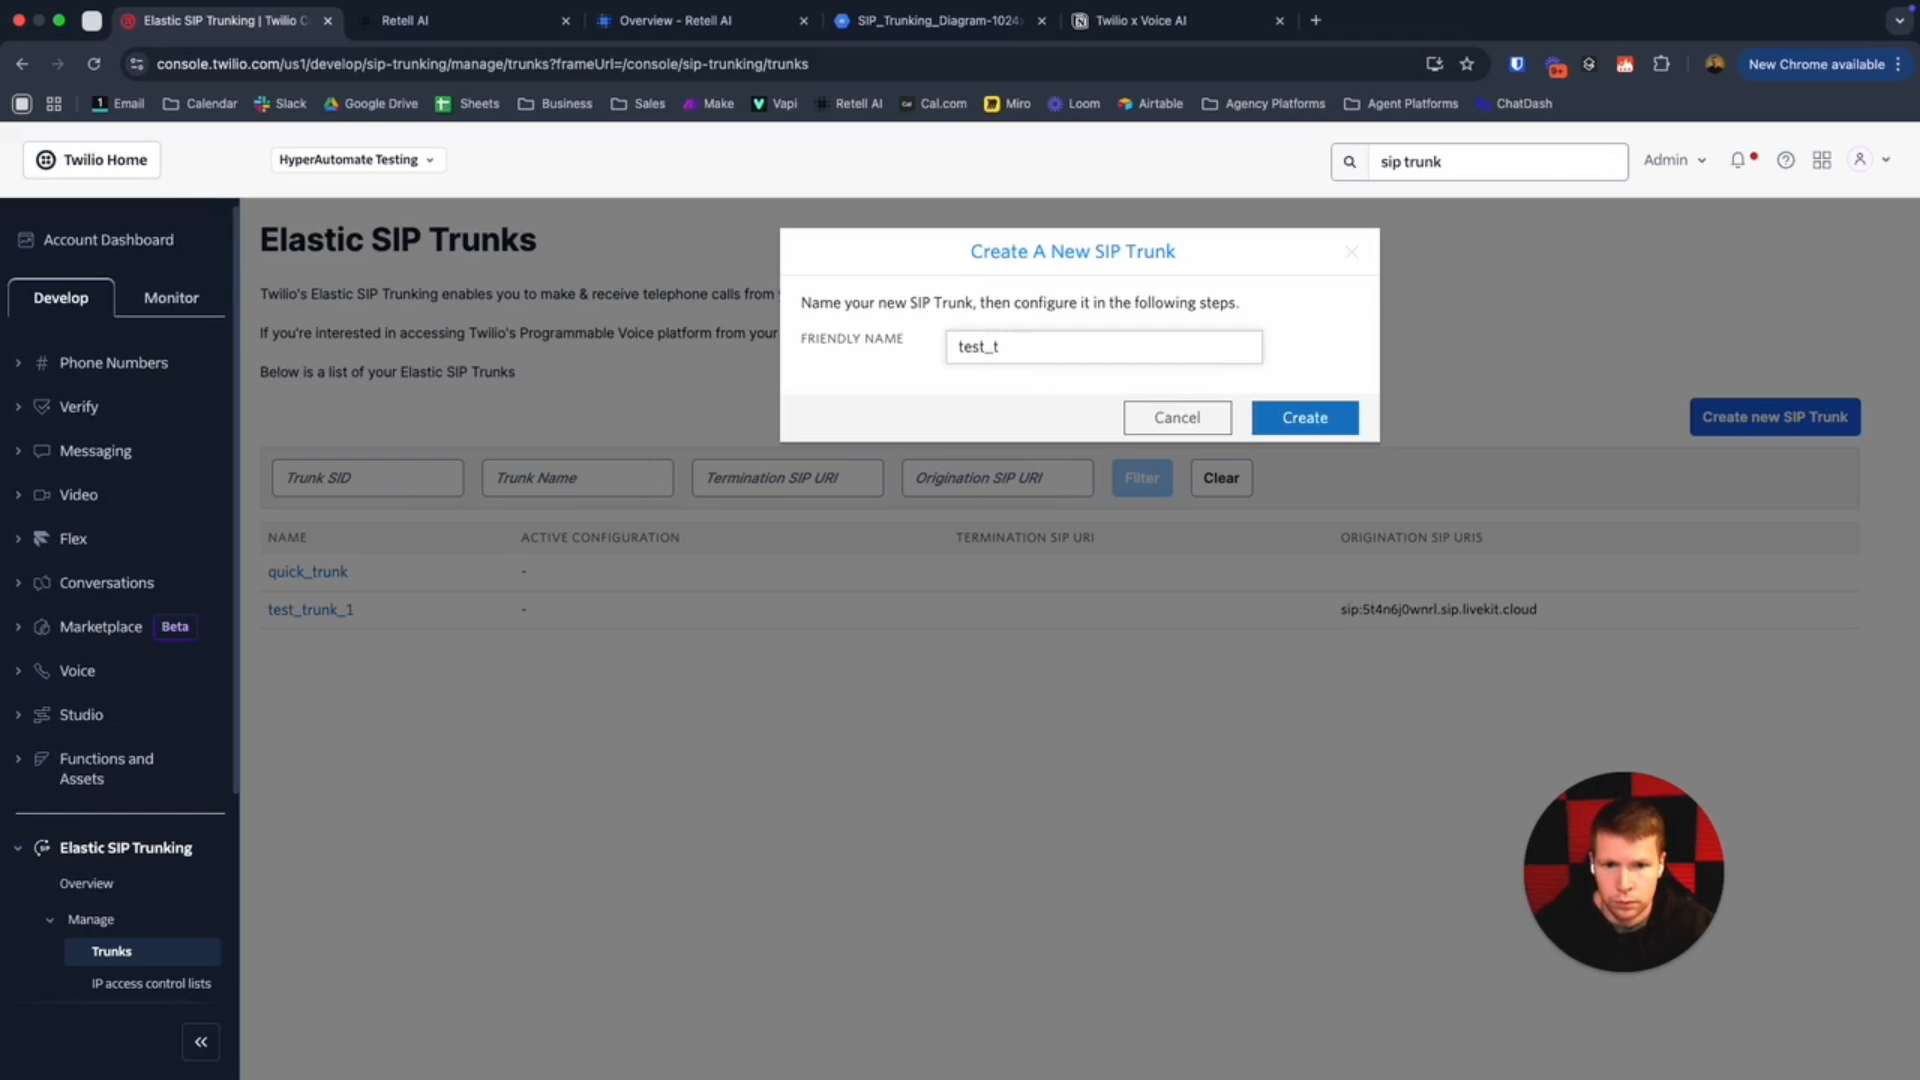 Elastic SIP Trunking | Twilio C
Retell AI
Overview - Retell AI
SIP_Trunking_Diagram-1024
Twilio x Voice AI
console.twilio.com/us1/develop/sip-trunking/manage/trunks?frameUrl=/console/sip-trunking/trunks
9+
New Chrome available
1 Email
Calendar
Slack
Google Drive
Sheets
Business
Sales
Make
Vapi
Retell AI
Cal.com
Miro
Loom
Airtable
Agency Platforms
Agent Platforms
ChatDash
Twilio Home
HyperAutomate Testing
sip trunk
Admin
Account Dashboard
Develop
Monitor
Phone Numbers
Verify
Messaging
Video
Flex
Conversations
Marketplace Beta
Voice
Studio
Functions and
Assets
Elastic SIP Trunking
Overview
Manage
Trunks
IP access control lists
Elastic SIP Trunks
Twilio's Elastic SIP Trunking enables you to make & receive telephone calls from
If you're interested in accessing Twilio's Programmable Voice platform from your
Below is a list of your Elastic SIP Trunks
Create A New SIP Trunk
Name your new SIP Trunk, then configure it in the following steps.
FRIENDLY NAME
test_t
Cancel
Create
Create new SIP Trunk
Trunk SID
Trunk Name
Termination SIP URI
Origination SIP URI
Filter
Clear
NAME
ACTIVE CONFIGURATION
TERMINATION SIP URI
ORIGINATION SIP URIS
quick_trunk
-
test_trunk_1
-
sip:5t4n6j0wnrl.sip.livekit.cloud